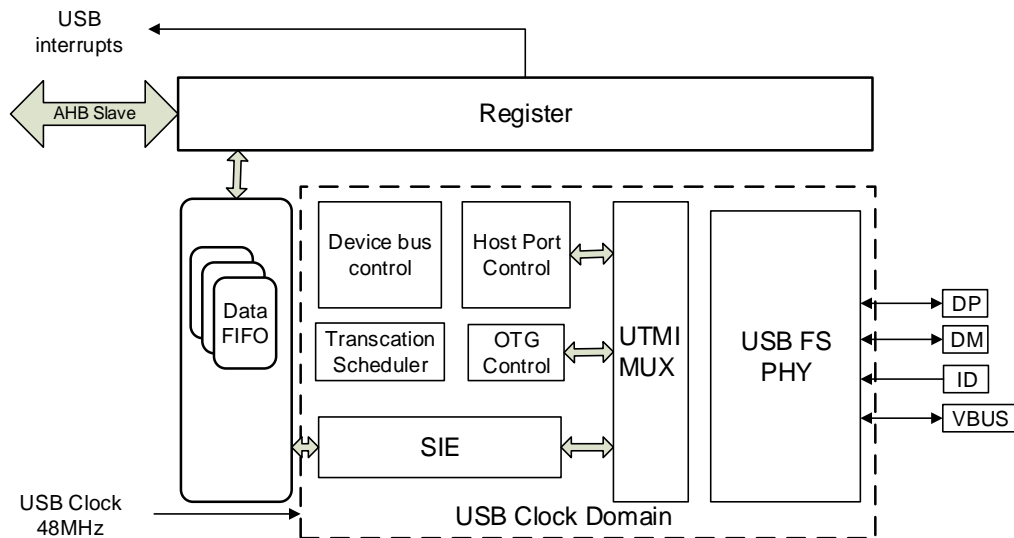 USB
interrupts
AHB Slave
Register
Device bus
control
Host Port
Control
Data
FIFO
Transcation
Scheduler
OTG
Control
UTMI
MUX
USB FS
PHY
DP
DM
ID
VBUS
SIE
USB Clock
48MHz
USB Clock Domain